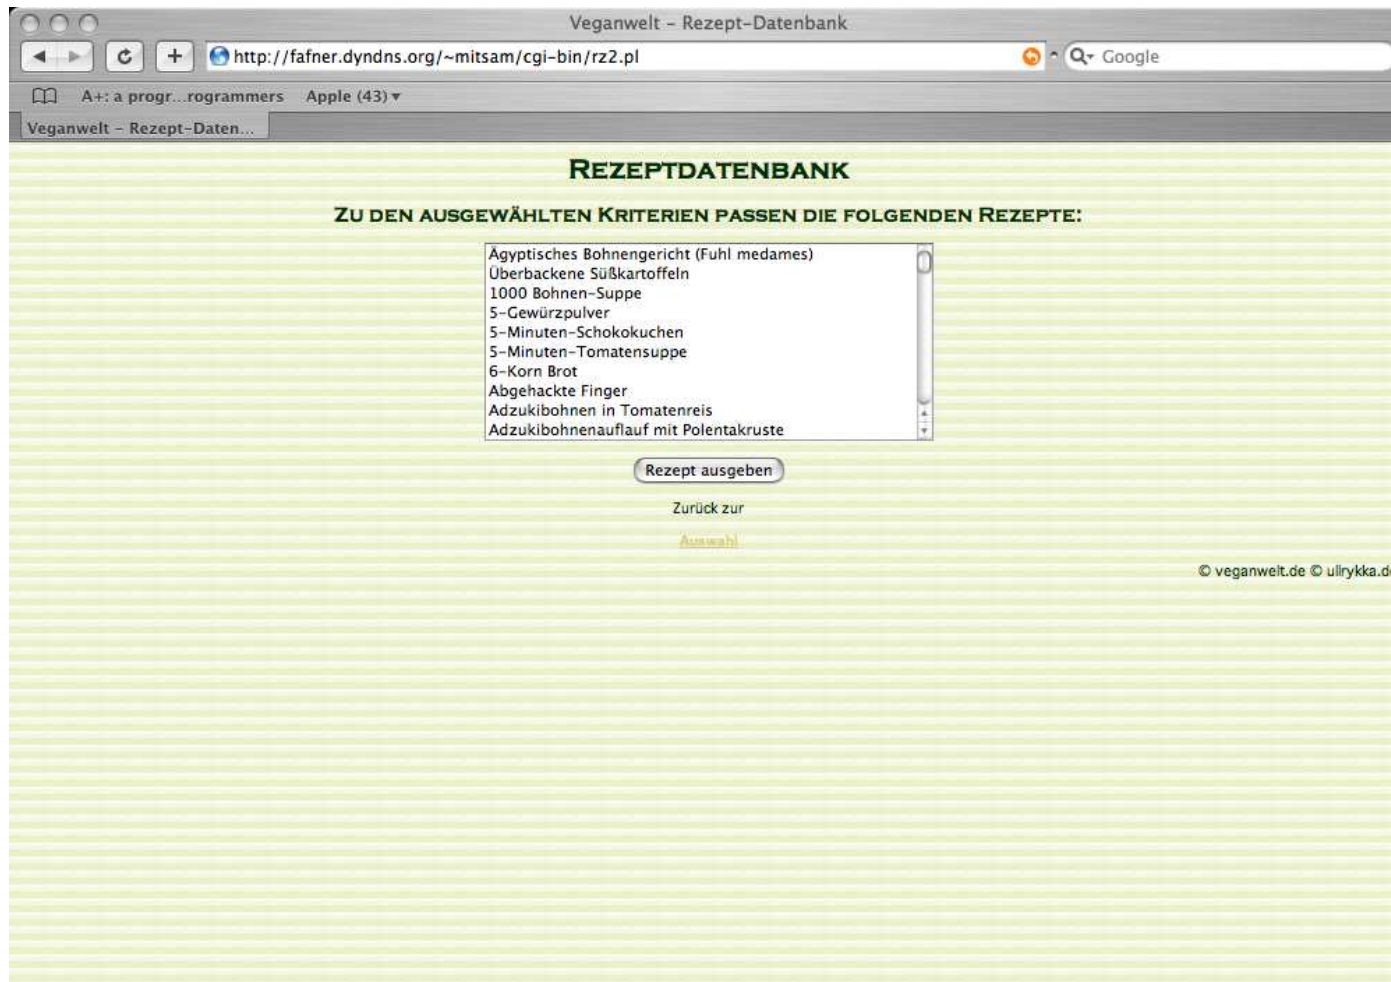 Veganwelt – Rezept-Datenbank
http://fafner.dyndns.org/~mitsam/cgi-bin/rz2.pl
Google
A+: a progr...rogrammers Apple (43)
Veganwelt – Rezept-Daten...
REZEPTDATENBANK
ZU DEN AUSGEWÄHLTEN KRITERIEN PASSEN DIE FOLGENDEN REZEPTE:
Ägyptisches Bohnengericht (Fuhl medames)
Überbackene Süßkartoffeln
1000 Bohnen-Suppe
5-Gewürzpulver
5-Minuten-Schokokuchen
5-Minuten-Tomatensuppe
6-Korn Brot
Abgehackte Finger
Adzukibohnen in Tomatenreis
Adzukibohnenauflauf mit Polentakruste
Rezept ausgeben
Zurück zur
Auswahl
© veganwelt.de © ullrykka.d